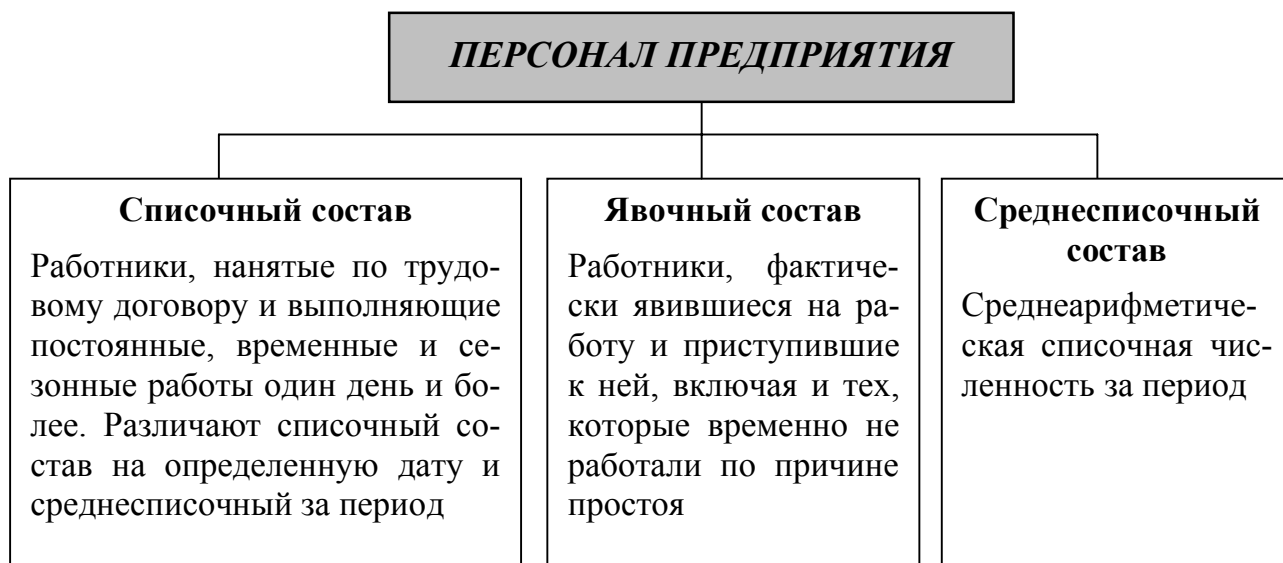 ПЕРСОНАЛ ПРЕДПРИЯТИЯ
Списочный состав
Работники, нанятые по трудо-
вому договору и выполняющие
постоянные, временные и се-
зонные работы один день и бо-
лее. Различают списочный со-
став на определенную дату и
среднесписочный за период
Явочный состав
Работники, фактиче-
ски явившиеся на ра-
боту и приступившие
к ней, включая и тех,
которые временно не
работали по причине
простоя
Среднесписочный
состав
Среднеарифметиче-
ская списочная чис-
ленность за период